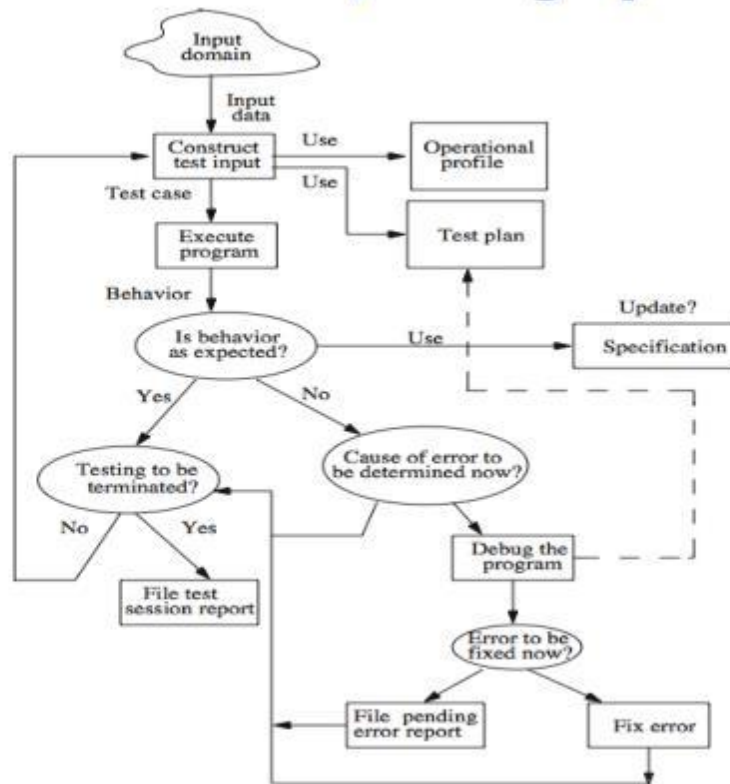 Input
domain
Input
data
Construct
test input
Use
Operational
profile
Use
Test case
Test plan
Execute
program
Behavior
Update?
Is behavior
as expected?
Use
Specification
Yes
No
Testing to be
terminated?
Cause of error to
be determined now?
No
Yes
Debug the
program
File test
session report
Error to be
fixed now?
File pending
error report
Fix error